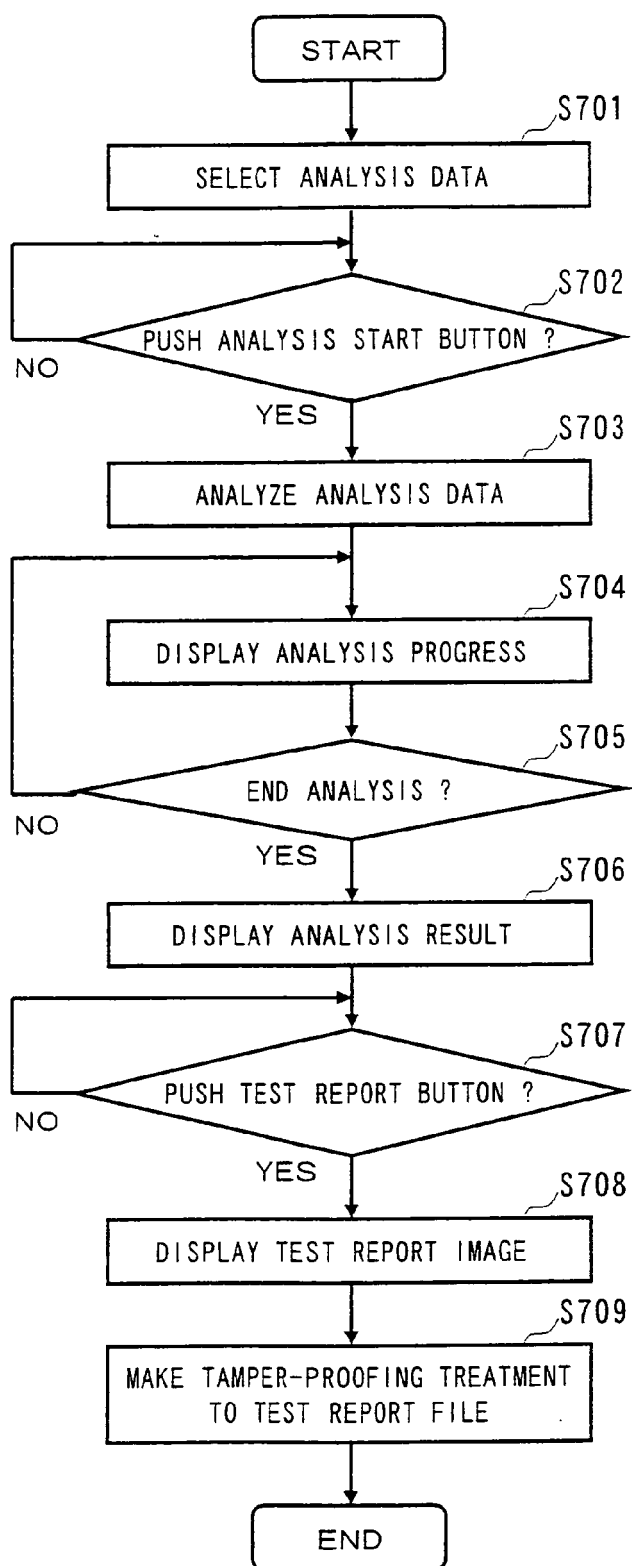 START
S701
SELECT ANALYSIS DATA
S702
PUSH ANALYSIS START BUTTON ?
NO
YES
S703
ANALYZE ANALYSIS DATA
S704
DISPLAY ANALYSIS PROGRESS
S705
END ANALYSIS ?
NO
YES
S706
DISPLAY ANALYSIS RESULT
S707
PUSH TEST REPORT BUTTON ?
NO
YES
S708
DISPLAY TEST REPORT IMAGE
S709
MAKE TAMPER-PROOFING TREATMENT
TO TEST REPORT FILE
END